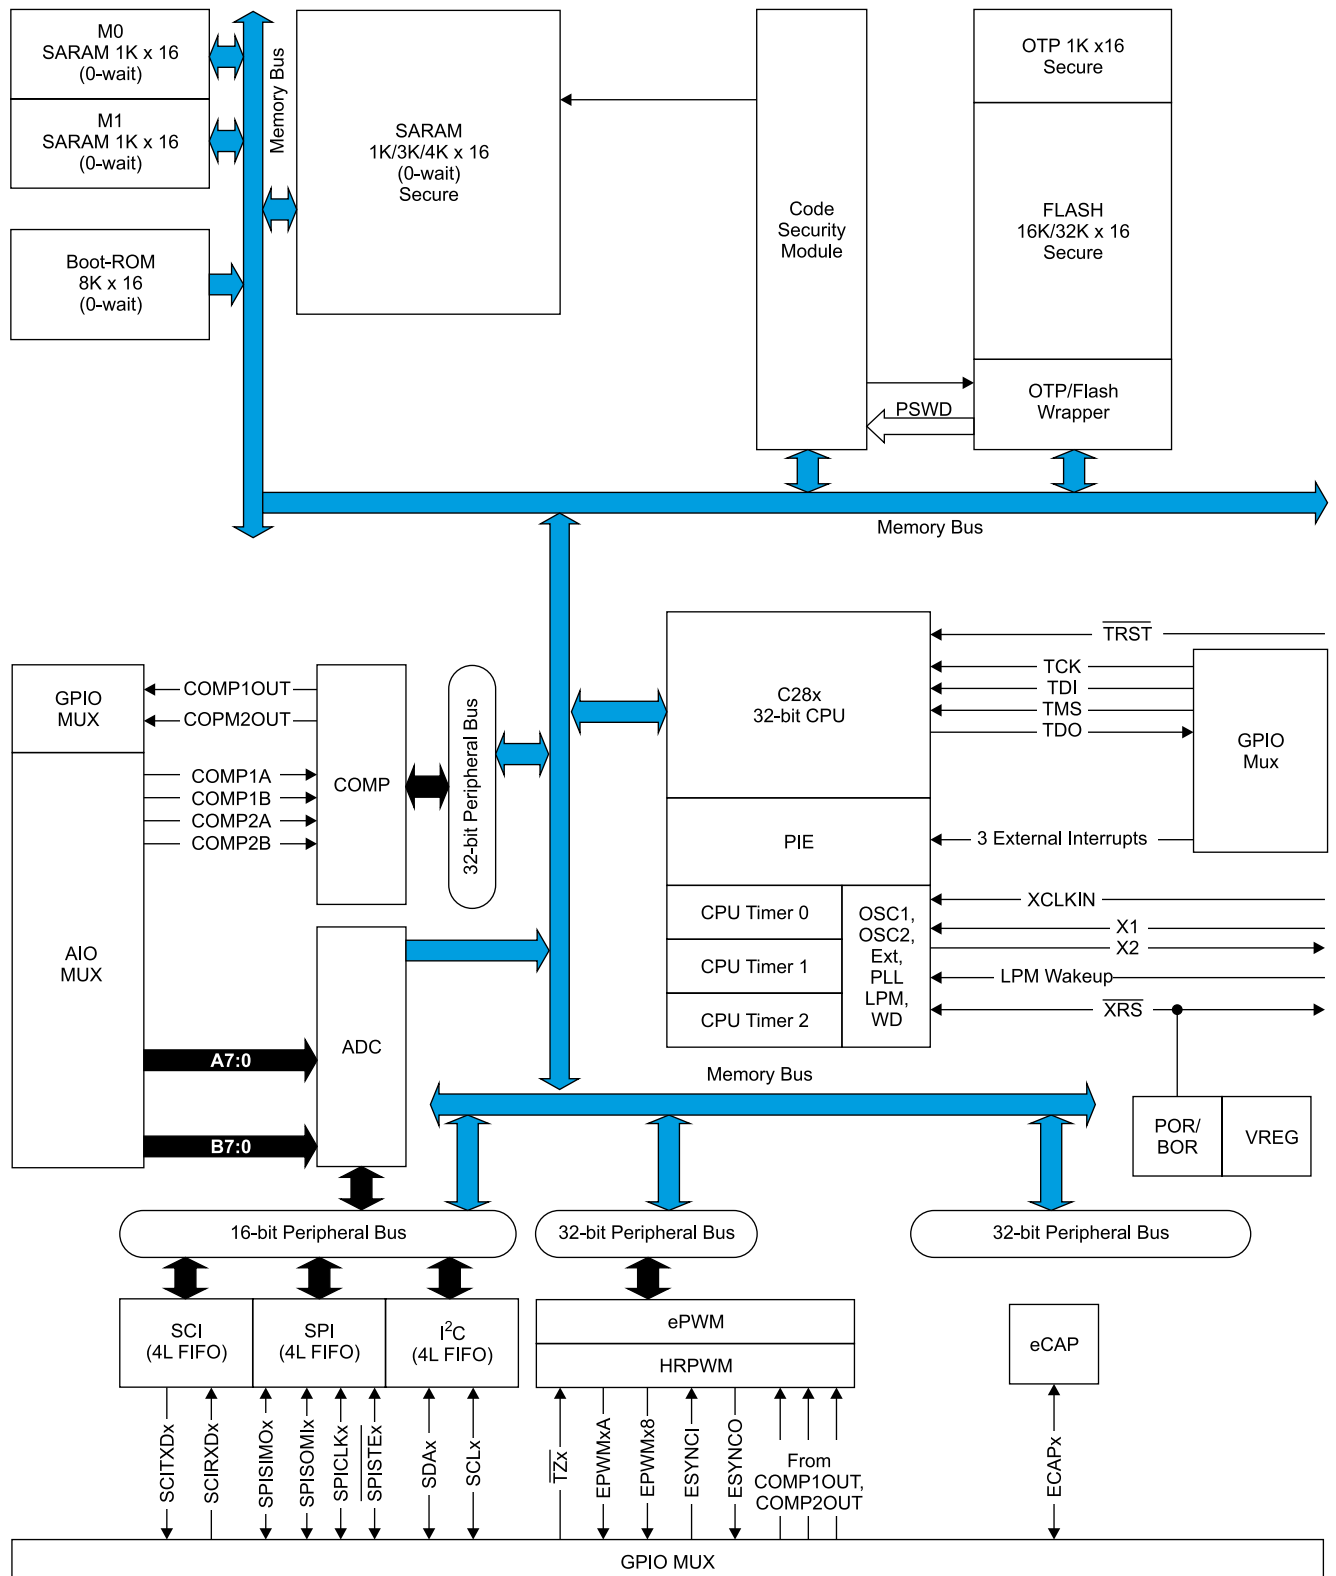 M0
SARAM 1K x 16
(0-wait)
M1
SARAM 1K x 16
(0-wait)
Boot-ROM
8K x 16
(0-wait)
Memory Bus
SARAM
1K/3K/4K x 16
(0-wait)
Secure
Code
Security
Module
OTP 1K x16
Secure
FLASH
16K/32K x 16
Secure
OTP/Flash
Wrapper
PSWD
Memory Bus
GPIO
MUX
AIO
MUX
COMP1OUT
COPM2OUT
COMP1A
COMP1B
COMP2A
COMP2B
COMP
32-bit Peripheral Bus
A7:0
B7:0
ADC
C28x
32-bit CPU
PIE
CPU Timer 0
CPU Timer 1
CPU Timer 2
OSC1,
OSC2,
Ext,
PLL
LPM,
WD
TRST
TCK
TDI
TMS
TDO
GPIO
Mux
3 External Interrupts
XCLKIN
X1
X2
LPM Wakeup
XRS
POR/
BOR
VREG
Memory Bus
16-bit Peripheral Bus
32-bit Peripheral Bus
32-bit Peripheral Bus
SCI
(4L FIFO)
SPI
(4L FIFO)
I2C
(4L FIFO)
ePWM
HRPWM
eCAP
SCITXDx
SCIRXDx
SPISIMOx
SPISOMIx
SPICLKx
SPISTEx
SDAx
SCLx
TZx
EPWMxA
EPWMx8
ESYNCI
ESYNCO
From
COMP1OUT,
COMP2OUT
ECAPx
GPIO MUX